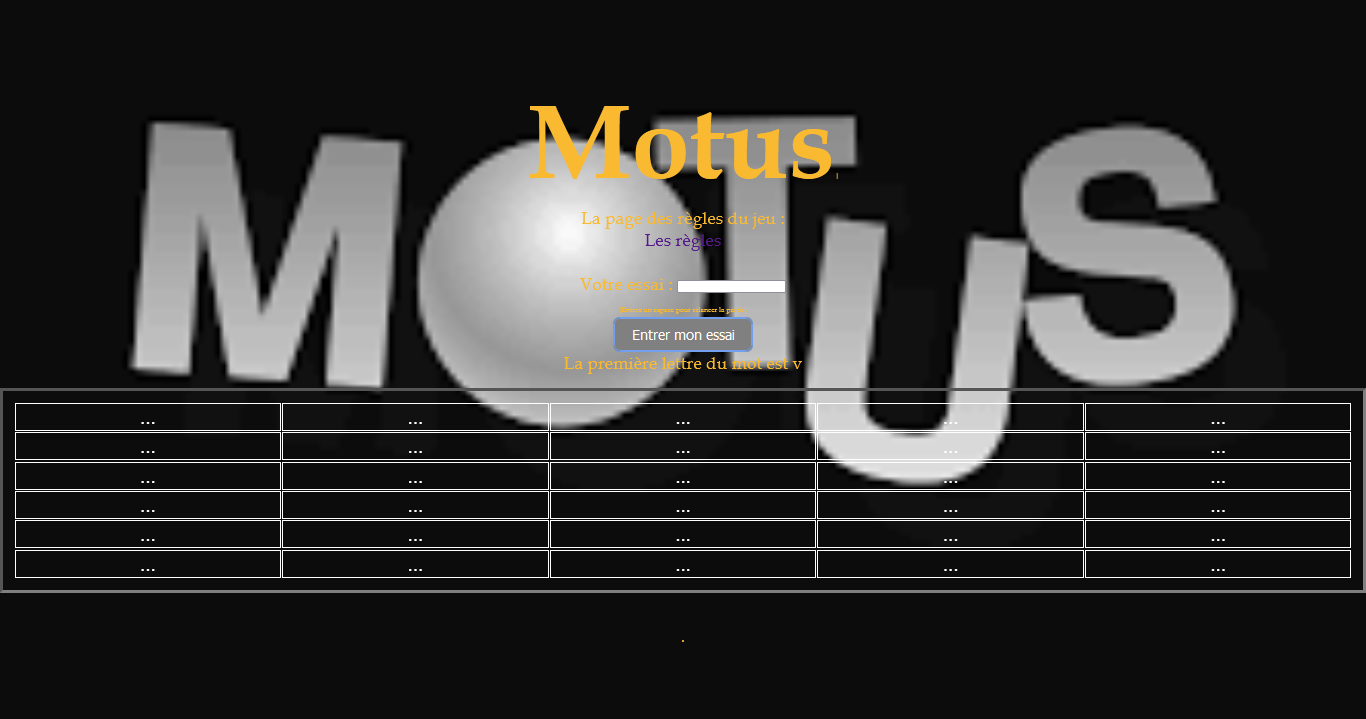 MOTUS
Motus
La page des règles du jeu :
Les règles
Votre essai :
Entrer mon essai
La première lettre du mot est v
... ... ... ... ...
... ... ... ... ...
... ... ... ... ...
... ... ... ... ...
... ... ... ... ...
... ... ... ... ...
.